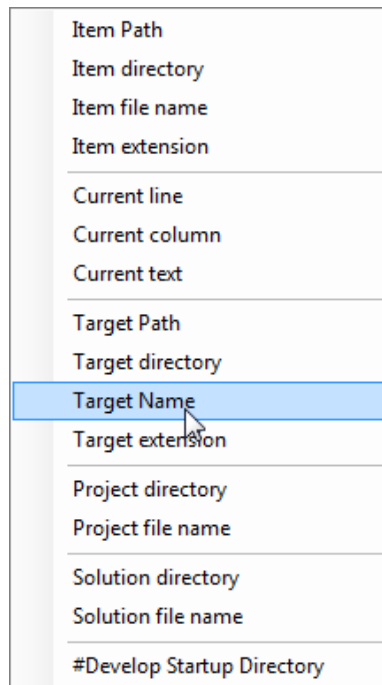 Item Path
Item directory
Item file name
Item extension
Current line
Current column
Current text
Target Path
Target directory
Target Name
Target extension
Project directory
Project file name
Solution directory
Solution file name
#Develop Startup Directory